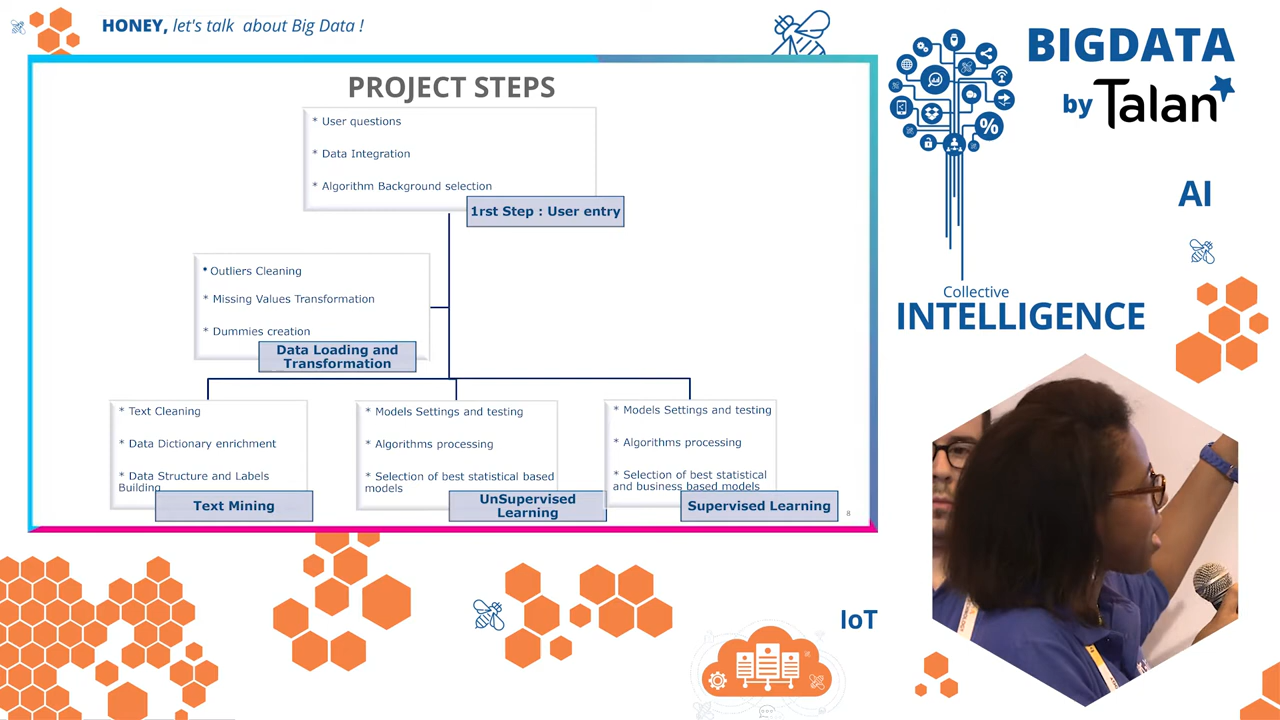 HONEY, let's talk about Big Data !
PROJECT STEPS
* User questions
* Data Integration
* Algorithm Background selection
1rst Step : User entry
• Outliers Cleaning
* Missing Values Transformation
* Dummies creation
Data Loading and
Transformation
* Text Cleaning
* Data Dictionary enrichment
* Data Structure and Labels
Building
Text Mining
* Models Settings and testing
* Algorithms processing
* Selection of best statistical based
models
UnSupervised
Learning
* Models Settings and testing
* Algorithms processing
* Selection of best statistical
and business based models
Supervised Learning
8
BIGDATA
by Talan
%
AI
Collective
INTELLIGENCE
IoT